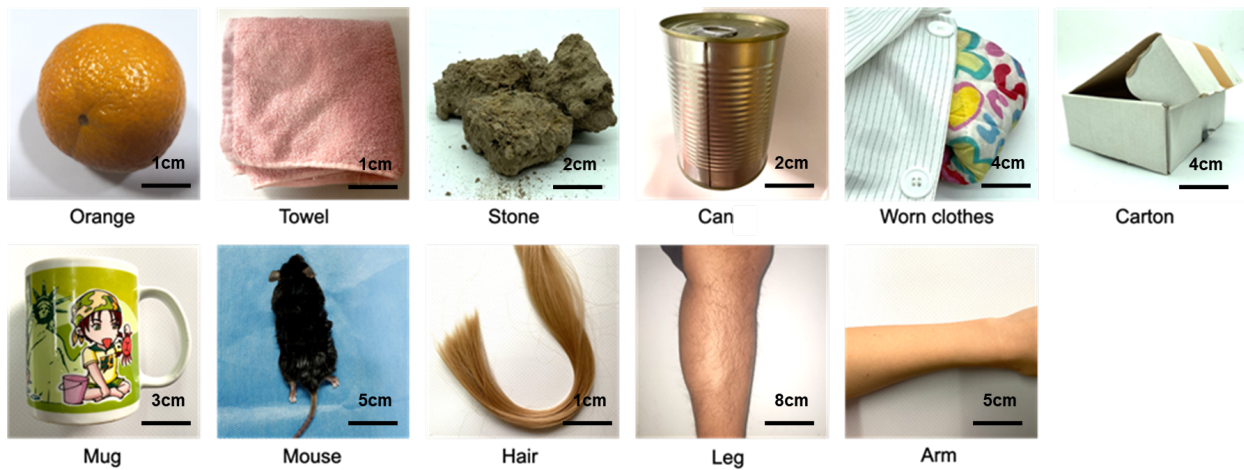 1cm
1cm
2cm
2cm
4cm
4cm
Orange
Towel
Stone
Can
Worn clothes
Carton
3cm
5cm
1cm
8cm
5cm
Mug
Mouse
Hair
Leg
Arm